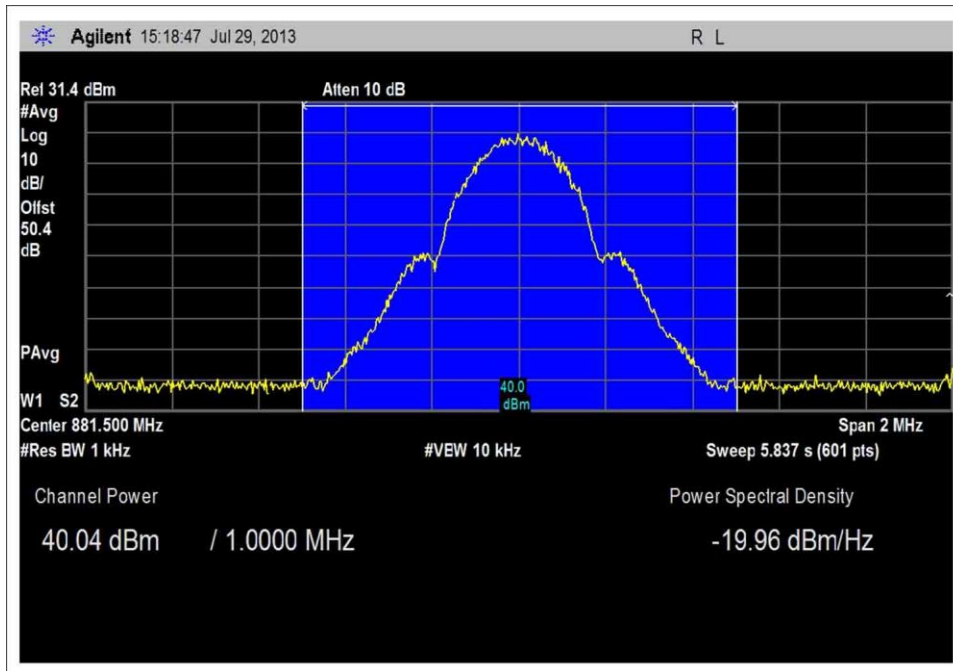 Agilent 15:18:47 Jul 29, 2013 R L
Rel 31.4 dBm Atten 10 dB
#Avg
Log
10
dB/
Offst
50.4
dB
PAvg
40.0
dBm
W1 S2
Center 881.500 MHz Span 2 MHz
#Res BW 1 kHz #VEW 10 kHz Sweep 5.837 s (601 pts)
Channel Power Power Spectral Density
40.04 dBm / 1.0000 MHz -19.96 dBm/Hz